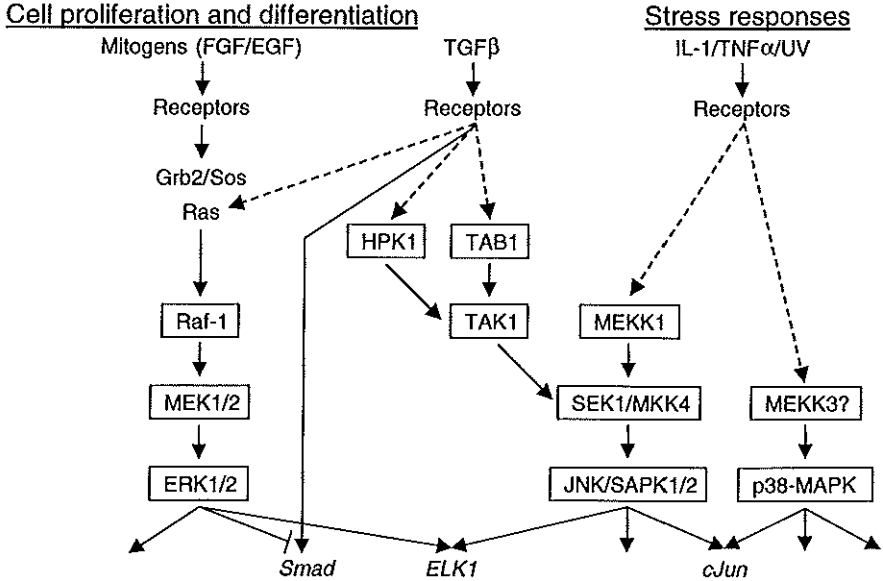 Cell proliferation and differentiation
Stress responses
Mitogens (FGF/EGF)
TGFβ
IL-1/TNFα/UV
Receptors
Receptors
Receptors
Grb2/Sos
Ras
HPK1
TAB1
Raf-1
TAK1
MEKK1
MEK1/2
SEK1/MKK4
MEKK3?
ERK1/2
JNK/SAPK1/2
p38-MAPK
Smad
ELK1
cJun